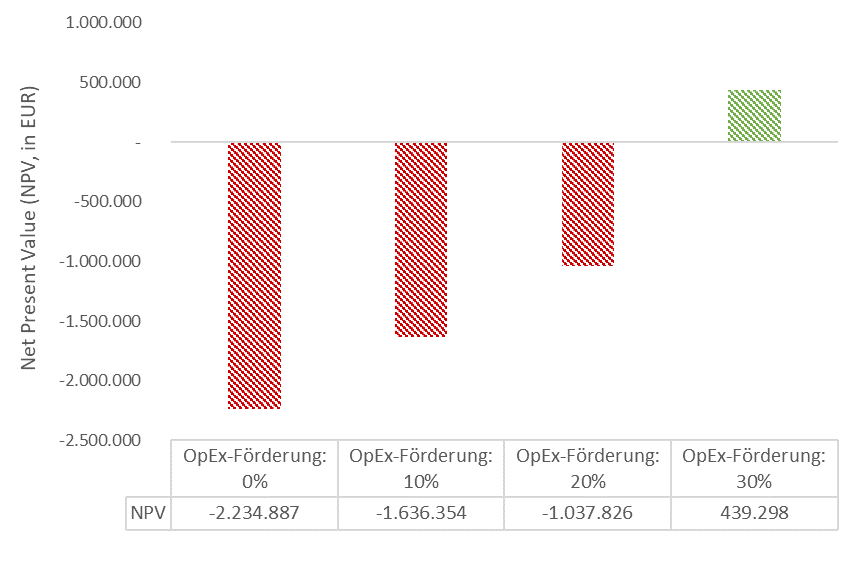 1.000.000
500.000
-
-500.000
-1.000.000
-1.500.000
-2.000.000
-2.500.000
Net Present Value (NPV, in EUR)
OpEx-Förderung: OpEx-Förderung: OpEx-Förderung: OpEx-Förderung:
0% 10% 20% 30%
NPV -2.234.887 -1.636.354 -1.037.826 439.298